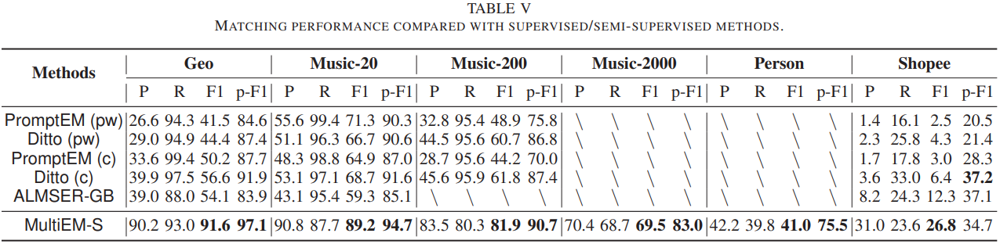 TABLE V
MATCHING PERFORMANCE COMPARED WITH SUPERVISED/SEMI-SUPERVISED METHODS.
Methods Geo Music-20 Music-200 Music-2000 Person Shopee
P R F1 p-F1 P R F1 p-F1 P R F1 p-F1 P R F1 p-F1 P R F1 p-F1 P R F1 p-F1
PromptEM (pw) 26.6 94.3 41.5 84.6 55.6 99.4 71.3 90.3 32.8 95.4 48.9 75.8 \ \ \ \ \ \ \ \ 1.4 16.1 2.5 20.5
Ditto (pw) 29.0 94.9 44.4 87.4 51.1 96.3 66.7 90.6 44.5 95.6 60.7 86.8 \ \ \ \ \ \ \ \ 2.3 25.8 4.3 21.4
PromptEM (c) 33.6 99.4 50.2 87.7 48.3 98.8 64.9 87.0 28.7 95.6 44.2 70.0 \ \ \ \ \ \ \ \ 1.7 17.8 3.0 28.3
Ditto (c) 39.9 97.5 56.6 91.9 53.1 97.1 68.7 91.6 45.6 95.9 61.8 87.4 \ \ \ \ \ \ \ \ 3.6 33.0 6.4 37.2
ALMSER-GB 39.0 88.0 54.1 83.9 43.1 95.4 59.3 85.1 \ \ \ \ \ \ \ \ \ \ \ \ 8.2 24.3 12.3 37.1
MultiEM-S 90.2 93.0 91.6 97.1 90.8 87.7 89.2 94.7 83.5 80.3 81.9 90.7 70.4 68.7 69.5 83.0 42.2 39.8 41.0 75.5 31.0 23.6 26.8 34.7